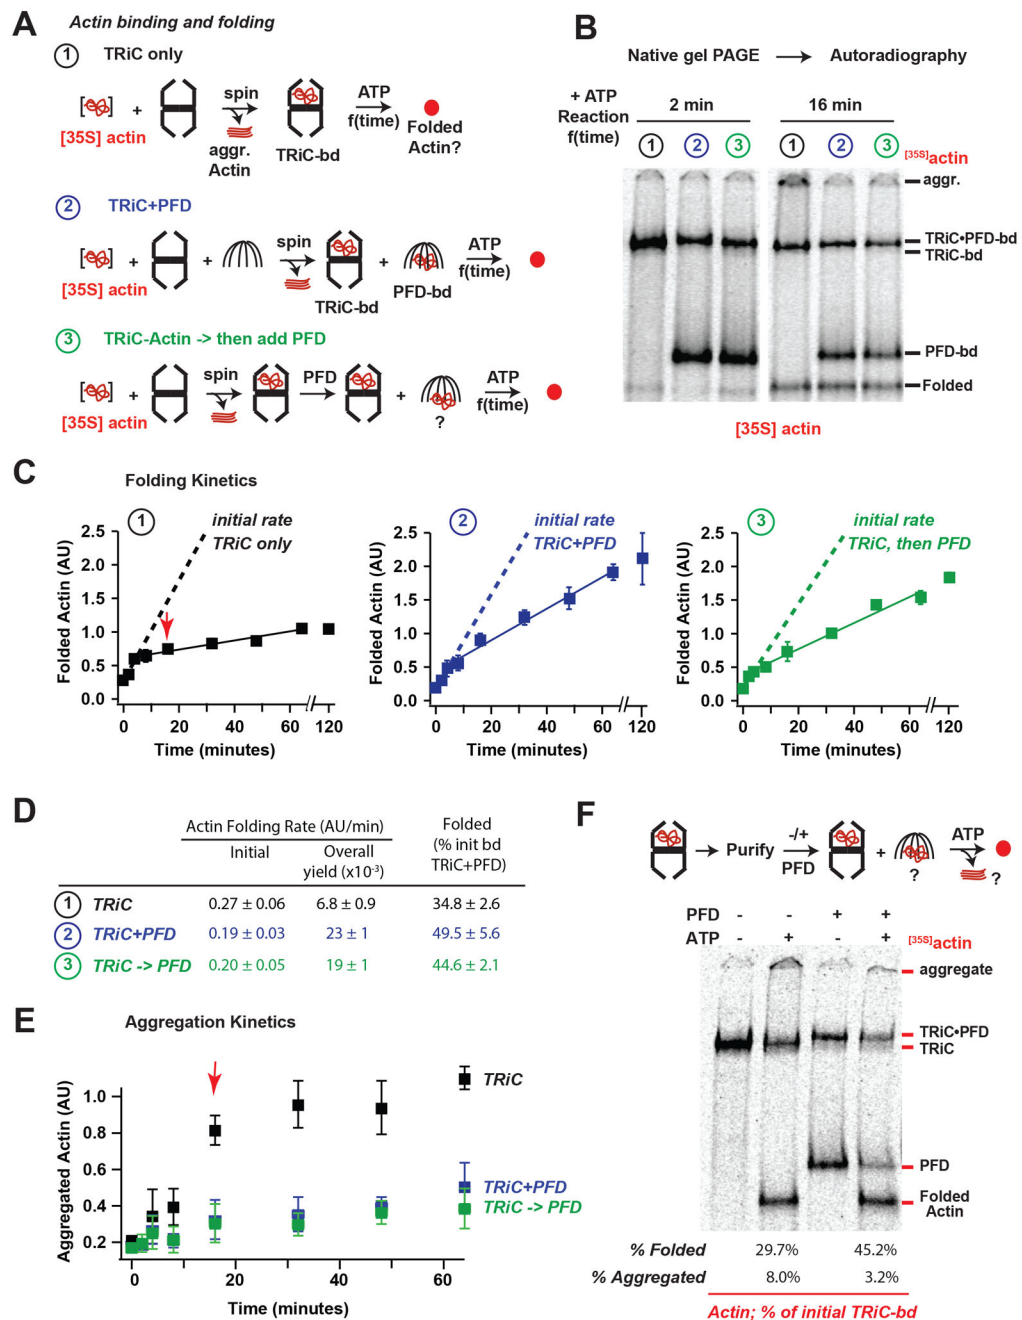 A
Actin binding and folding
1 TRiC only
[ ] + spin ATP
[35S] actin aggr. Actin TRiC-bd f(time) Folded Actin?
2 TRiC+PFD
[ ] + + spin + ATP
[35S] actin TRiC-bd PFD-bd f(time)
3 TRiC-Actin -> then add PFD
[ ] + spin PFD + ATP
[35S] actin ? f(time)
B
Native gel PAGE Autoradiography
+ ATP
Reaction 2 min 16 min
f(time) 1 2 3 1 2 3
[35S]actin
aggr.
TRiC•PFD-bd
TRiC-bd
PFD-bd
Folded
[35S] actin
C
Folding Kinetics
1
initial rate
TRiC only
Folded Actin (AU)
2.5
2.0
1.5
1.0
0.5
0.0
0 20 40 60 120
Time (minutes)
2
initial rate
TRiC+PFD
Folded Actin (AU)
2.5
2.0
1.5
1.0
0.5
0.0
0 20 40 60 120
Time (minutes)
3
initial rate
TRiC, then PFD
Folded Actin (AU)
2.5
2.0
1.5
1.0
0.5
0.0
0 20 40 60 120
Time (minutes)
D
Actin Folding Rate (AU/min) Folded
Initial Overall (% init bd
yield (x10-3) TRiC+PFD)
1 TRiC 0.27 ± 0.06 6.8 ± 0.9 34.8 ± 2.6
2 TRiC+PFD 0.19 ± 0.03 23 ± 1 49.5 ± 5.6
3 TRiC -> PFD 0.20 ± 0.05 19 ± 1 44.6 ± 2.1
E
Aggregation Kinetics
Aggregated Actin (AU)
1.0
0.8
0.6
0.4
0.2
TRiC
TRiC+PFD
TRiC -> PFD
0 20 40 60
Time (minutes)
F
Purify -/+ PFD + ATP
? ?
PFD - - + +
ATP - + - +
[35S]actin
aggregate
TRiC•PFD
TRiC
PFD
Folded
Actin
% Folded 29.7% 45.2%
% Aggregated 8.0% 3.2%
Actin; % of initial TRiC-bd